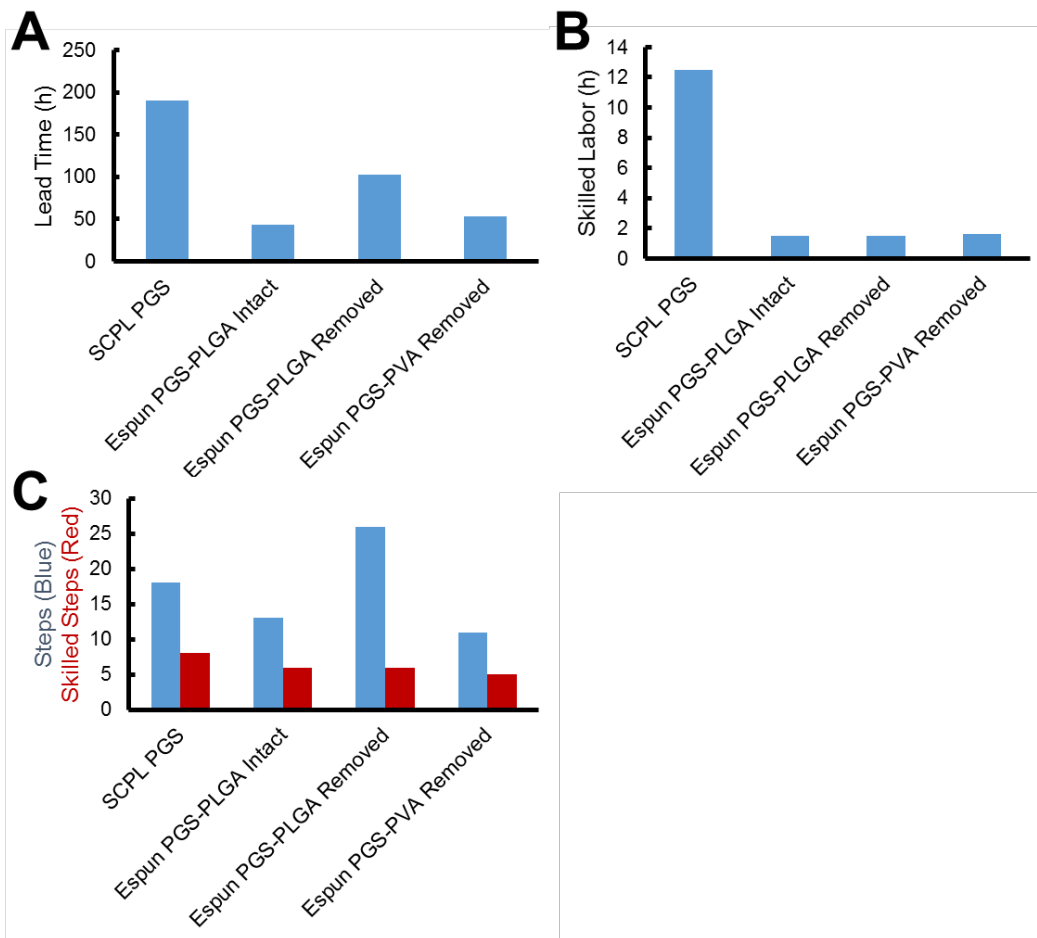 A
Lead Time (h)
250
200
150
100
50
0
SCPL PGS
Espun PGS-PLGA Intact
Espun PGS-PLGA Removed
Espun PGS-PVA Removed
B
Skilled Labor (h)
14
12
10
8
6
4
2
0
SCPL PGS
Espun PGS-PLGA Intact
Espun PGS-PLGA Removed
Espun PGS-PVA Removed
C
Steps (Blue)
Skilled Steps (Red)
30
25
20
15
10
5
0
SCPL PGS
Espun PGS-PLGA Intact
Espun PGS-PLGA Removed
Espun PGS-PVA Removed